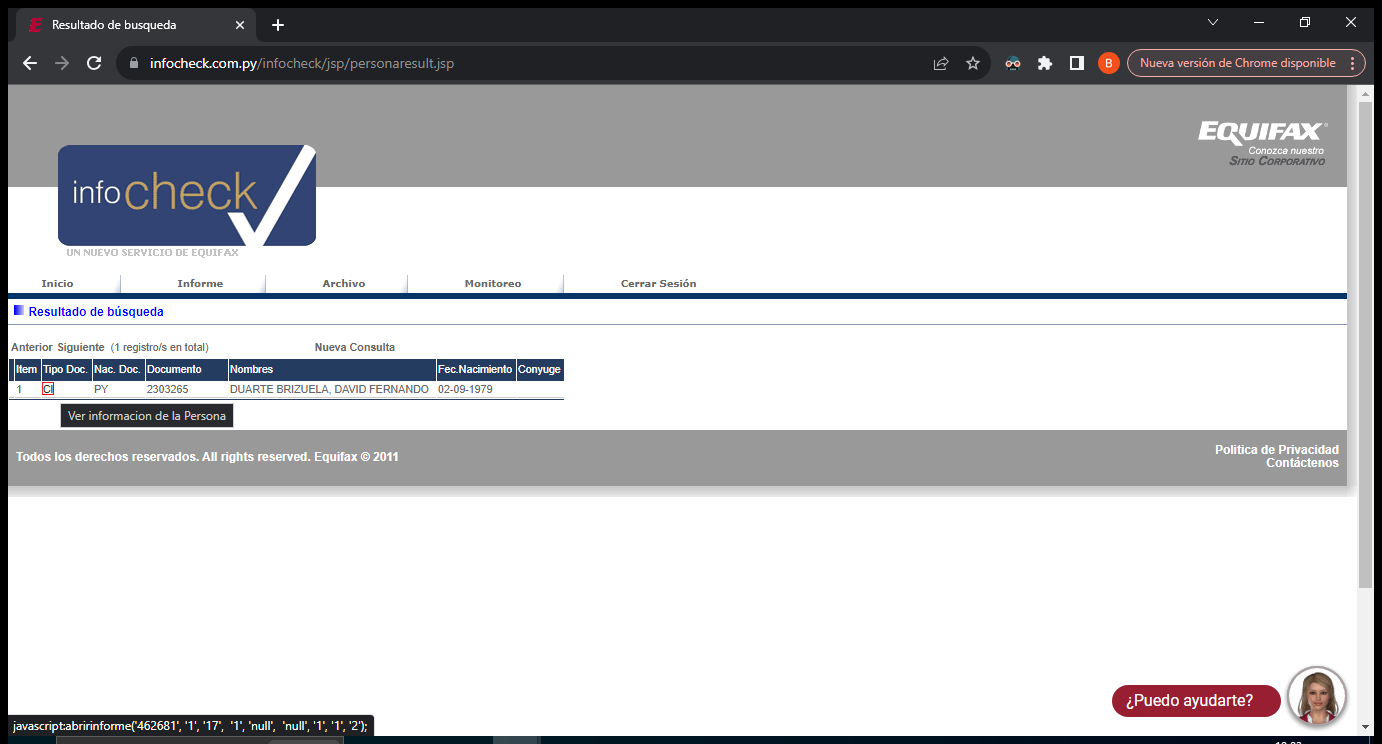 Resultado de busqueda
infocheck.com.py/infocheck/jsp/personaresult.jsp
B
Nueva versión de Chrome disponible
EQUIFAX
Conozca nuestro
SITIO CORPORATIVO
info check
UN NUEVO SERVICIO DE EQUIFAX
Inicio Informe Archivo Monitoreo Cerrar Sesión
Resultado de búsqueda
Anterior Siguiente (1 registro/s en total) Nueva Consulta
Item Tipo Doc. Nac. Doc. Documento Nombres Fec.Nacimiento Conyuge
1 CI PY 2303265 DUARTE BRIZUELA, DAVID FERNANDO 02-09-1979
Ver informacion de la Persona
Todos los derechos reservados. All rights reserved. Equifax © 2011
Politica de Privacidad
Contáctenos
¿Puedo ayudarte?
javascript:abririnforme('462681', '1', '17', '1', 'null', 'null', '1', '1', '2');